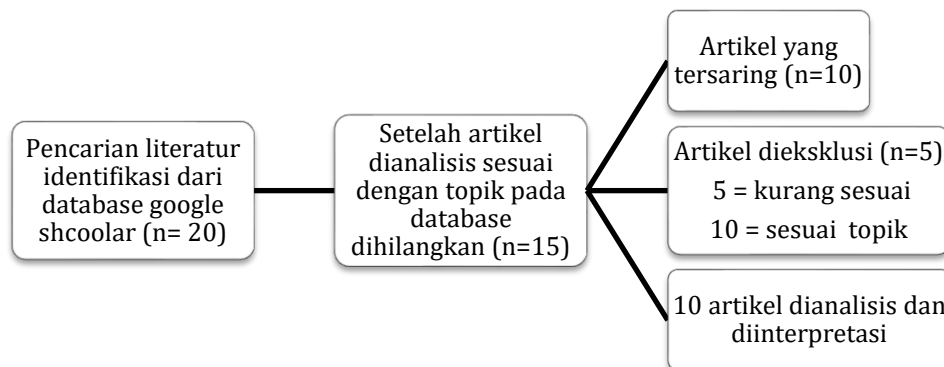 Pencarian literatur
identifikasi dari
database google
shcoolar (n= 20)
Setelah artikel
dianalisis sesuai
dengan topik pada
database
dihilangkan (n=15)
Artikel yang
tersaring (n=10)
Artikel dieksklusi (n=5)
5 = kurang sesuai
10 = sesuai topik
10 artikel dianalisis dan
diinterpretasi